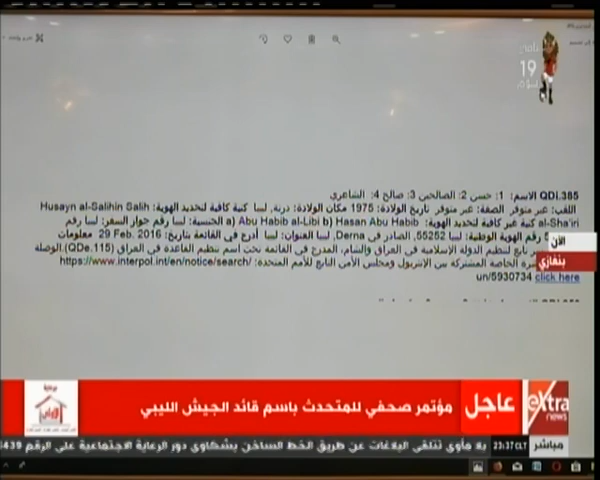 19
QDi.385 الاسم: 1: حسن 2: الصالحين 3: صالح 4: الشاعري
اللقب: غير متوفر الصفة: غير متوفر تاريخ الولادة: 1975 مكان الولادة: درنة, ليبيا كنية كافية لتحديد الهوية: Husayn al-Salihin Salih
al-Sha'iri كنية غير كافية لتحديد الهوية: a) Abu Habib al-Libi b) Hasan Abu Habib الجنسية: ليبيا رقم جواز السفر: ليبيا رقم
رقم الهوية الوطنية: ليبيا 55252, الصادر في Derna, ليبيا العنوان: ليبيا أدرج في القائمة بتاريخ: 29 Feb. 2016 معلومات
تابع لتنظيم الدولة الإسلامية في العراق والشام, المدرج في القائمة تحت اسم تنظيم القاعدة في العراق (QDe.115). الوصلة
الخاصة المشتركة بين الإنتربول ومجلس الأمن التابع للأمم المتحدة: https://www.interpol.int/en/notice/search/
un/5930734 click here
الآن
بنغازي
عاجل
مؤتمر صحفي للمتحدث باسم قائد الجيش الليبي
eXtra
news
مباشر
23:37 CLT
بلا مأوى تتلقى البلاغات عن طريق الخط الساخن بشكاوى دور الرعاية الاجتماعية على الرقم 6439